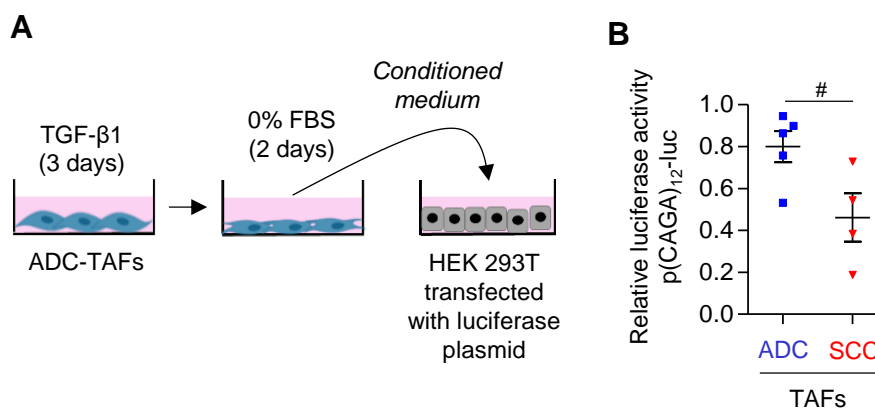 A
TGF-β1
(3 days)
ADC-TAFs
0% FBS
(2 days)
Conditioned
medium
HEK 293T
transfected
with luciferase
plasmid
B
Relative luciferase activity
p(CAGA)12-luc
#
1.0
0.8
0.6
0.4
0.2
0.0
ADC SCC
TAFs